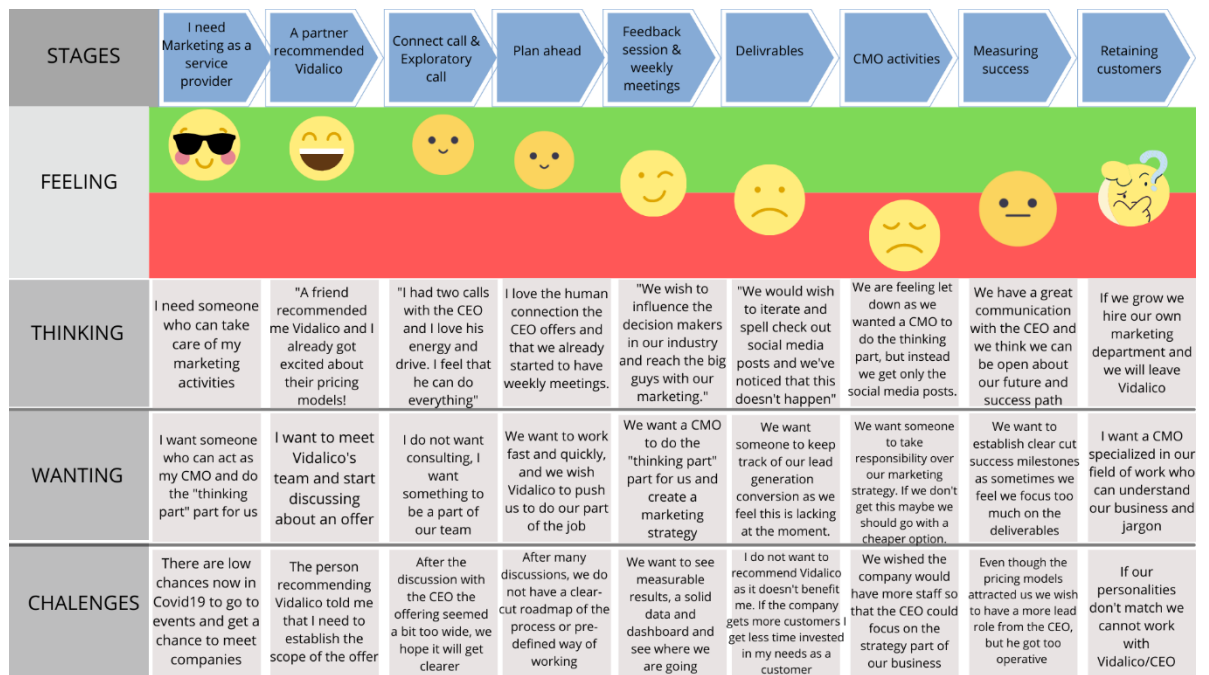 STAGES
I need
Marketing as a
service
provider
A partner
recommended
Vidalico
Connect call &
Exploratory
call
Plan ahead
Feedback
session &
weekly
meetings
Delivrables
CMO activities
Measuring
success
Retaining
customers
FEELING
THINKING
I need someone
who can take
care of my
marketing
activities
"A friend
recommended
me Vidalico and I
already got
excited about
their pricing
models!
"I had two calls
with the CEO
and I love his
energy and
drive. I feel that
he can do
everything"
I love the human
connection the
CEO offers and
that we already
started to have
weekly meetings.
"We wish to
influence the
decision makers
in our industry
and reach the big
guys with our
marketing."
"We would wish
to iterate and
spell check out
social media
posts and we've
noticed that this
doesn't happen"
We are feeling let
down as we
wanted a CMO to
do the thinking
part, but instead
we get only the
social media posts.
We have a great
communication
with the CEO and
we think we can
be open about
our future and
success path
If we grow we
hire our own
marketing
department and
we will leave
Vidalico
WANTING
I want someone
who can act as
my CMO and do
the "thinking
part" part for us
I want to meet
Vidalico's
team and start
discussing
about an offer
I do not want
consulting, I
want
something to
be a part of
our team
We want to work
fast and quickly,
and we wish
Vidalico to push
us to do our part
of the job
We want a CMO
to do the
"thinking part"
part for us and
create a
marketing
strategy
We want
someone to keep
track of our lead
generation
conversion as we
feel this is lacking
at the moment.
We want someone
to take
responsibility over
our marketing
strategy. If we don't
get this maybe we
should go with a
cheaper option.
We want to
establish clear cut
success milestones
as sometimes we
feel we focus too
much on the
deliverables
I want a CMO
specialized in our
field of work who
can understand
our business and
jargon
CHALENGES
There are low
chances now in
Covid19 to go to
events and get a
chance to meet
companies
The person
recommending
Vidalico told me
that I need to
establish the
scope of the offer
After the
discussion with
the CEO the
offering seemed
a bit too wide, we
hope it will get
clearer
After many
discussions, we do
not have a clear-
cut roadmap of the
process or pre-
defined way of
working
We want to see
measurable
results, a solid
data and
dashboard and
see where we
are going
I do not want to
recommend Vidalico
as it doesn't benefit
me. If the company
gets more customers I
get less time invested
in my needs as a
customer
We wished the
company would
have more staff so
that the CEO could
focus on the
strategy part of
our business
Even though the
pricing models
attracted us we wish
to have a more lead
role from the CEO,
but he got too
operative
If our
personalities
don't match we
cannot work
with
Vidalico/CEO